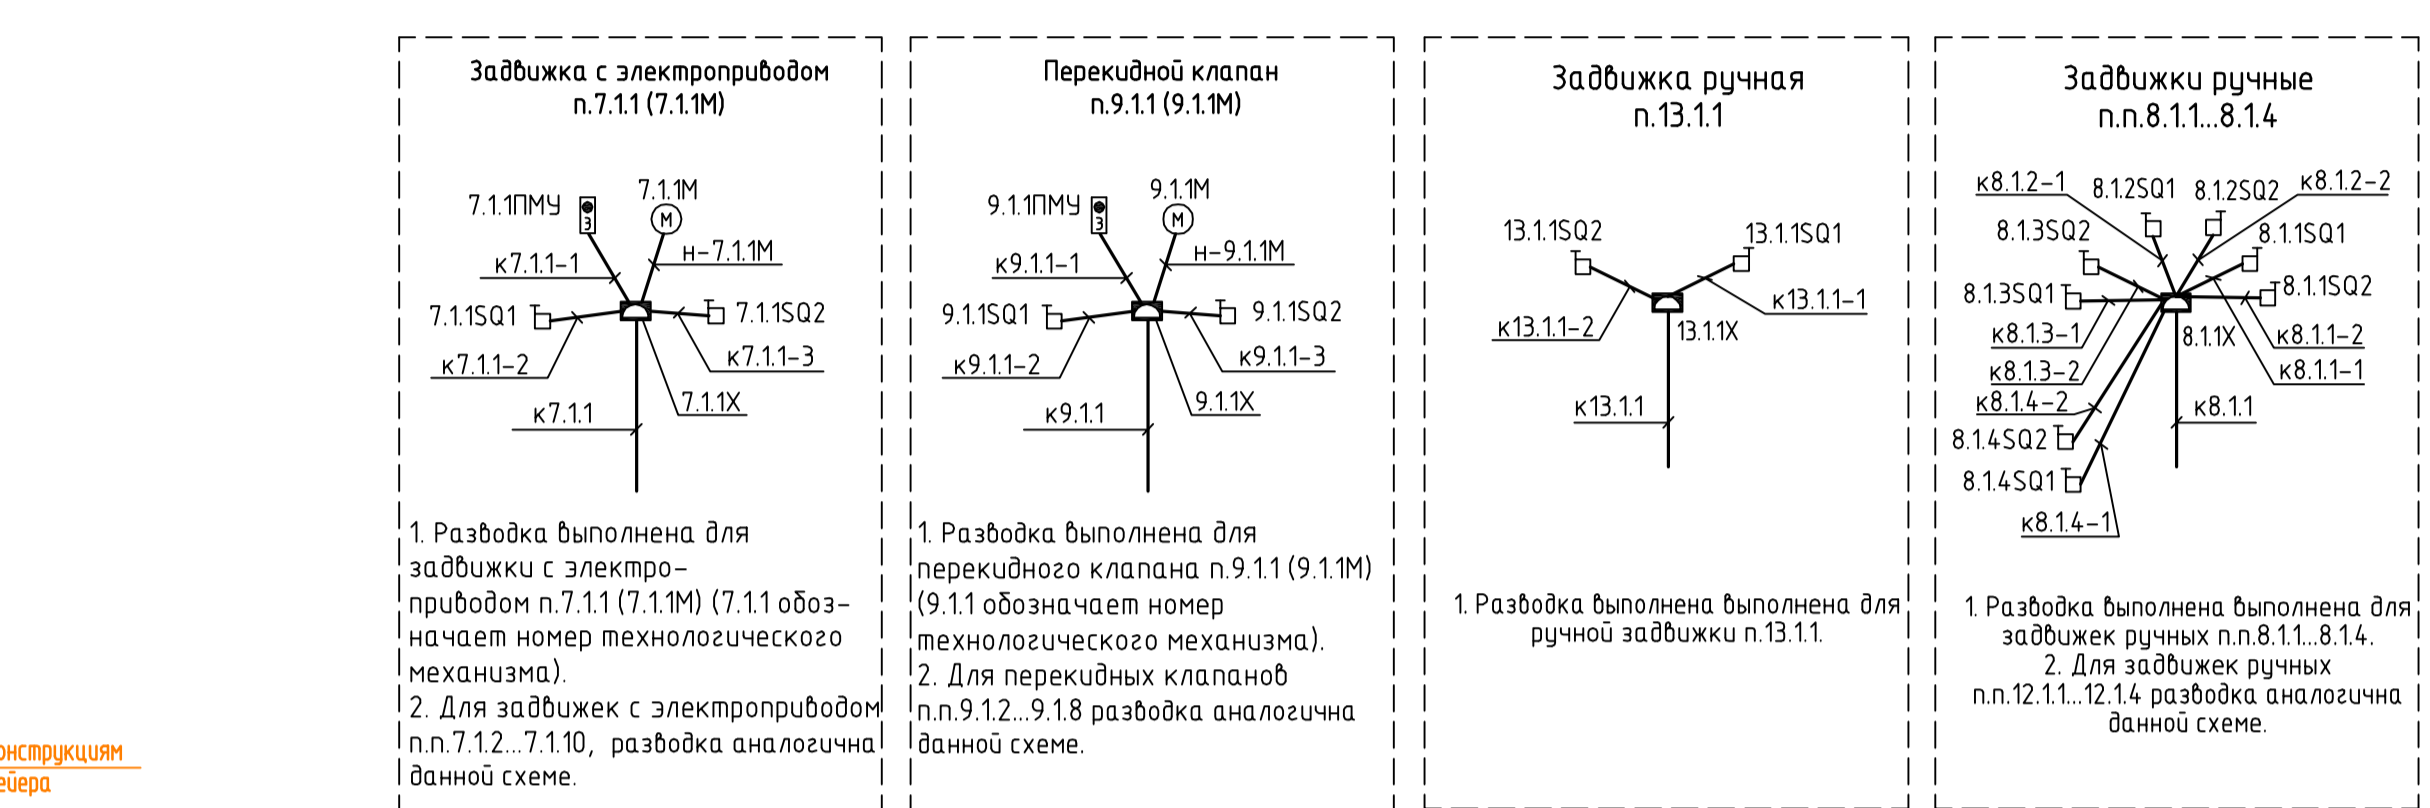 Задвижка с электроприводом
п.7.1.1 (7.1.1М)
7.1.1ПМУ
З
7.1.1М
М
к7.1.1-1
н-7.1.1М
7.1.1SQ1
7.1.1SQ2
к7.1.1-2
к7.1.1-3
к7.1.1
7.1.1Х
1. Разводка выполнена для
задвижки с электро-
приводом п.7.1.1 (7.1.1М) (7.1.1 обоз-
начает номер технологического
механизма).
2. Для задвижек с электроприводом
п.п.7.1.2...7.1.10, разводка аналогична
данной схеме.
Перекидной клапан
п.9.1.1 (9.1.1М)
9.1.1ПМУ
З
9.1.1М
М
к9.1.1-1
н-9.1.1М
9.1.1SQ1
9.1.1SQ2
к9.1.1-2
к9.1.1-3
к9.1.1
9.1.1Х
1. Разводка выполнена для
перекидного клапана п.9.1.1 (9.1.1М)
(9.1.1 обозначает номер
технологического механизма).
2. Для перекидных клапанов
п.п.9.1.2...9.1.8 разводка аналогична
данной схеме.
Задвижка ручная
п.13.1.1
13.1.1SQ2
13.1.1SQ1
к13.1.1-2
к13.1.1-1
13.1.1Х
к13.1.1
1. Разводка выполнена выполнена для
ручной задвижки п.13.1.1.
Задвижки ручные
п.п.8.1.1...8.1.4
к8.1.2-1
8.1.2SQ1
8.1.2SQ2
к8.1.2-2
8.1.3SQ2
8.1.1SQ1
8.1.3SQ1
8.1.1SQ2
к8.1.3-1
8.1.1Х
к8.1.1-2
к8.1.3-2
к8.1.1-1
к8.1.4-2
к8.1.1
8.1.4SQ2
8.1.4SQ1
к8.1.4-1
1. Разводка выполнена выполнена для
задвижек ручных п.п.8.1.1...8.1.4.
2. Для задвижек ручных
п.п.12.1.1...12.1.4 разводка аналогична
данной схеме.
онструкциям
ейера